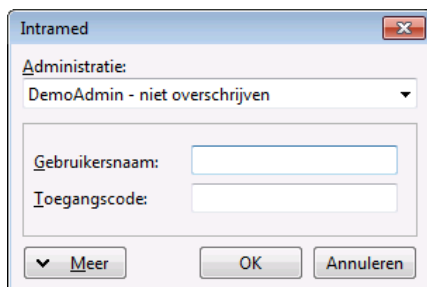 Intramed
Administratie:
DemoAdmin - niet overschrijven
Gebruikersnaam:
Toegangscode:
Meer OK Annuleren